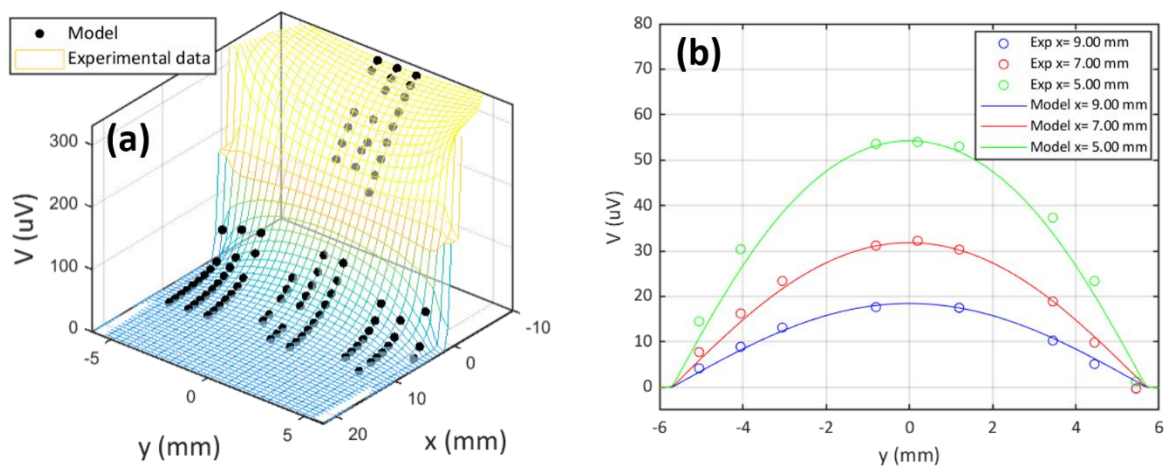 Model
Experimental data
(a)
300
200
100
0
V (uV)
-5
0
5
y (mm)
20
10
0
-10
x (mm)
(b)
80
70
60
50
40
30
20
10
0
V (uV)
-6
-4
-2
0
2
4
6
y (mm)
Exp x= 9.00 mm
Exp x= 7.00 mm
Exp x= 5.00 mm
Model x= 9.00 mm
Model x= 7.00 mm
Model x= 5.00 mm